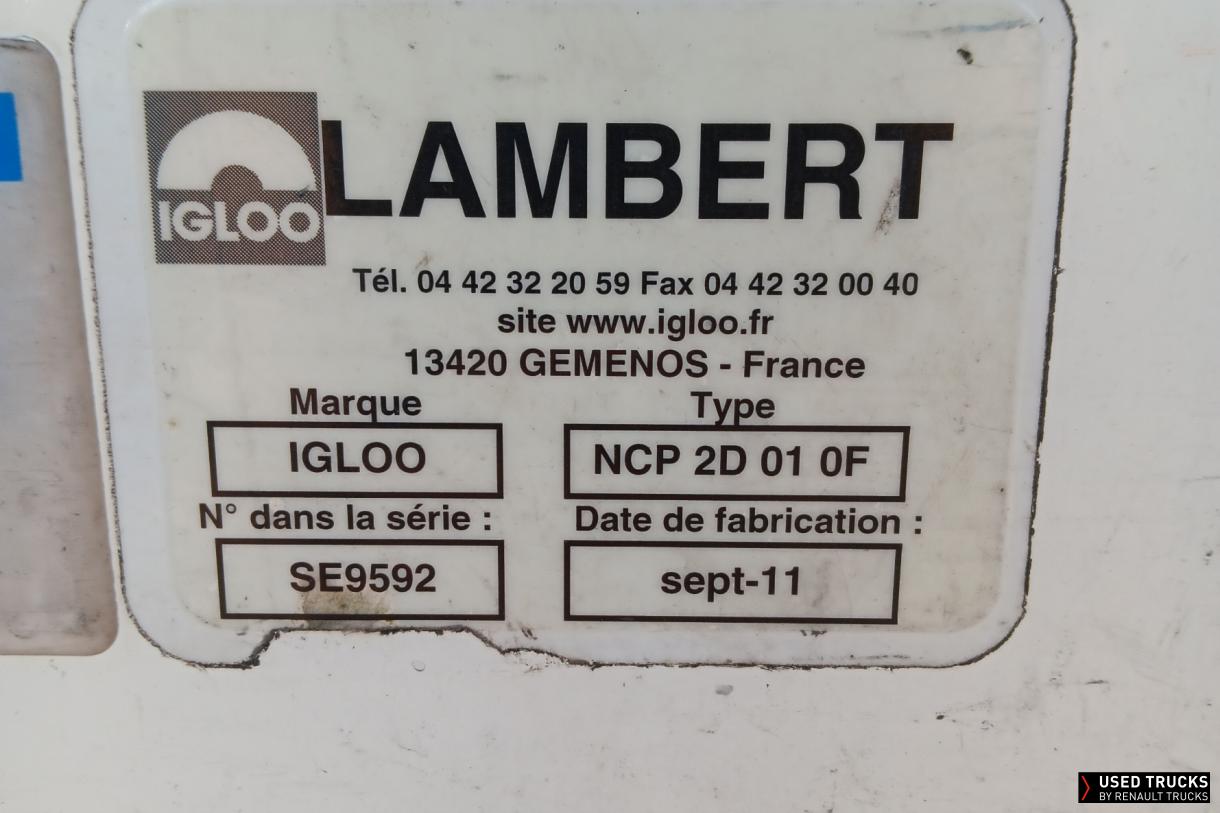 IGLOO
LAMBERT
Tél. 04 42 32 20 59 Fax 04 42 32 00 40
site www.igloo.fr
13420 GEMENOS - France
Marque Type
IGLOO NCP 2D 01 0F
N° dans la série : Date de fabrication :
SE9592 sept-11
USED TRUCKS
BY RENAULT TRUCKS